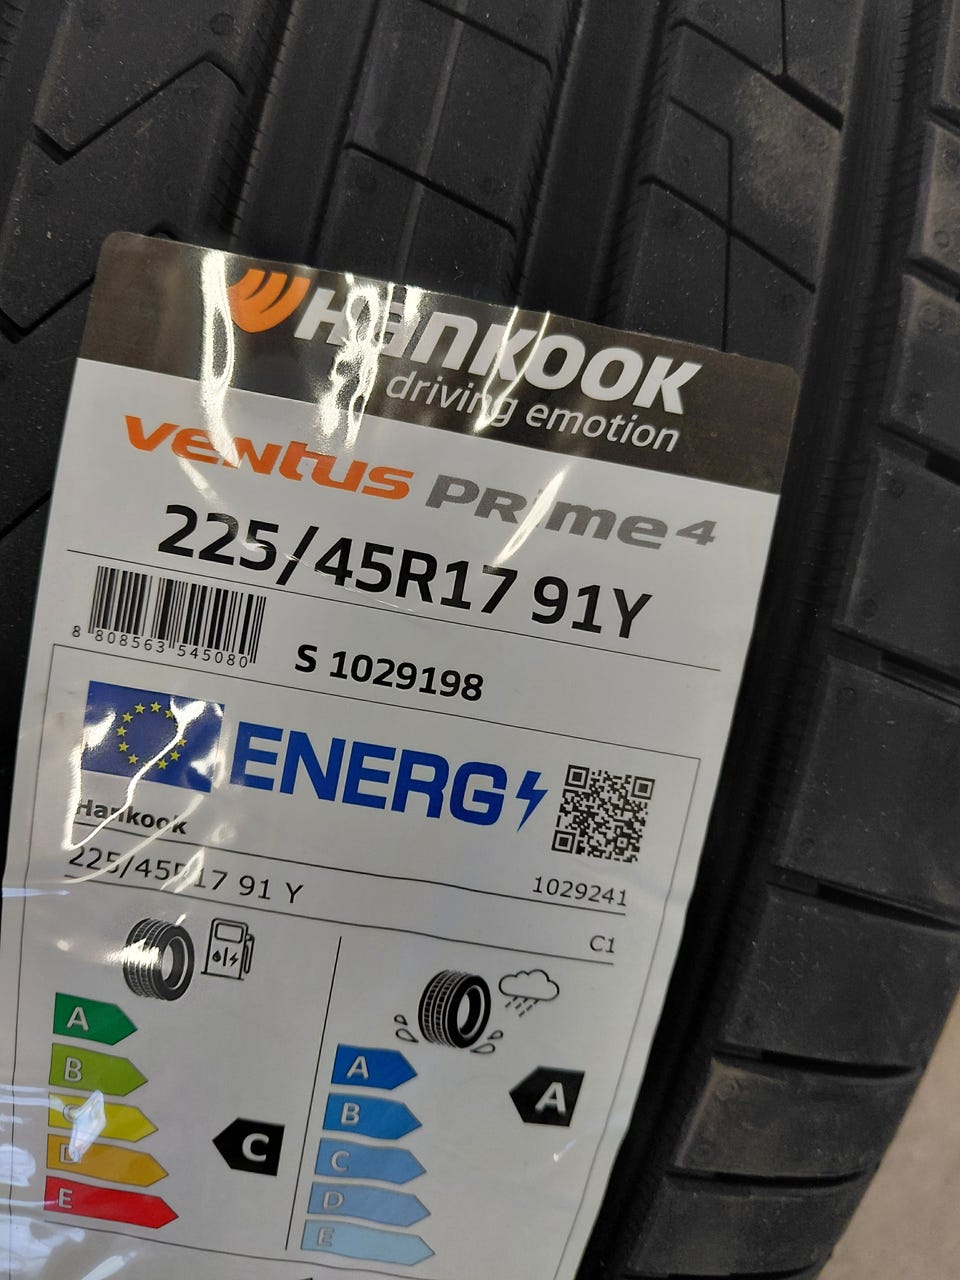 Hankook
driving emotion
ventus prime4
225/45R17 91Y
8 808563 545080
S 1029198
ENERG
Hankook
225/45R17 91 Y
1029241
C1
A
B
C
D
E
C
A
B
C
D
E
A